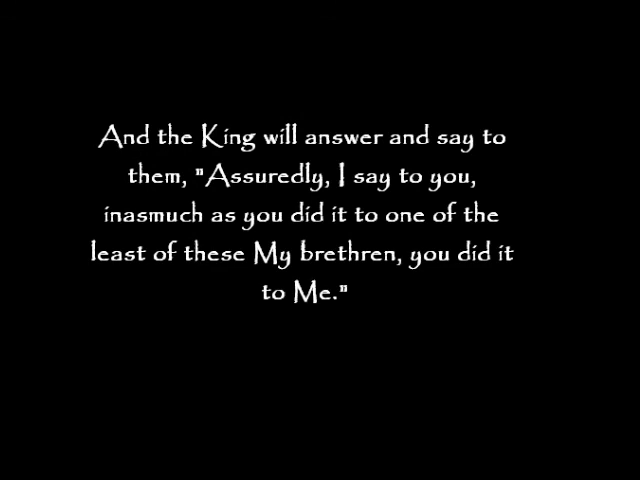 And the King will answer and say to
them, "Assuredly, I say to you,
inasmuch as you did it to one of the
least of these My brethren, you did it
to Me."